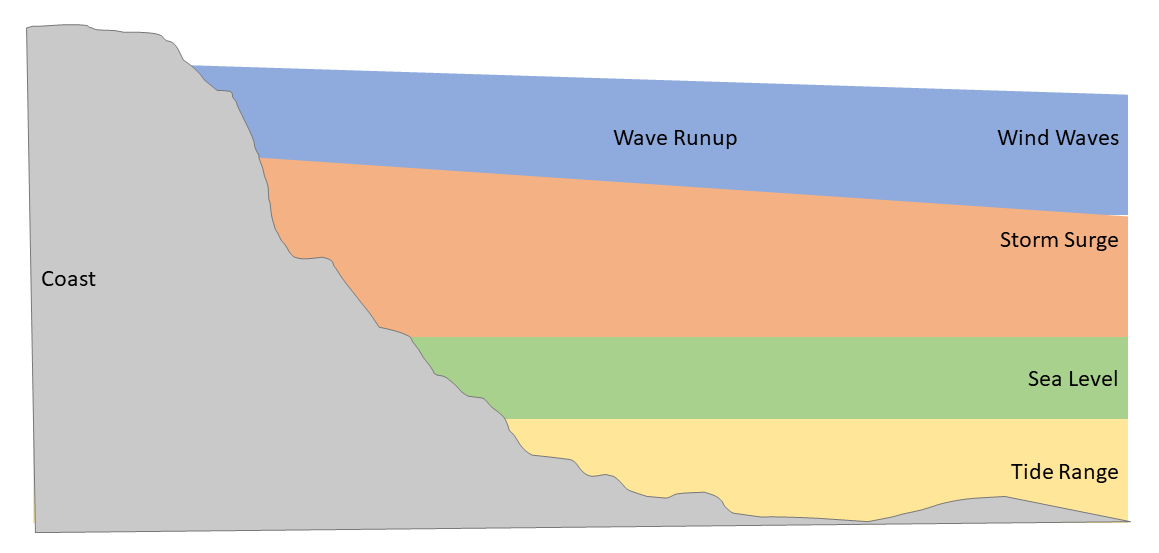 Wave Runup
Wind Waves
Storm Surge
Coast
Sea Level
Tide Range